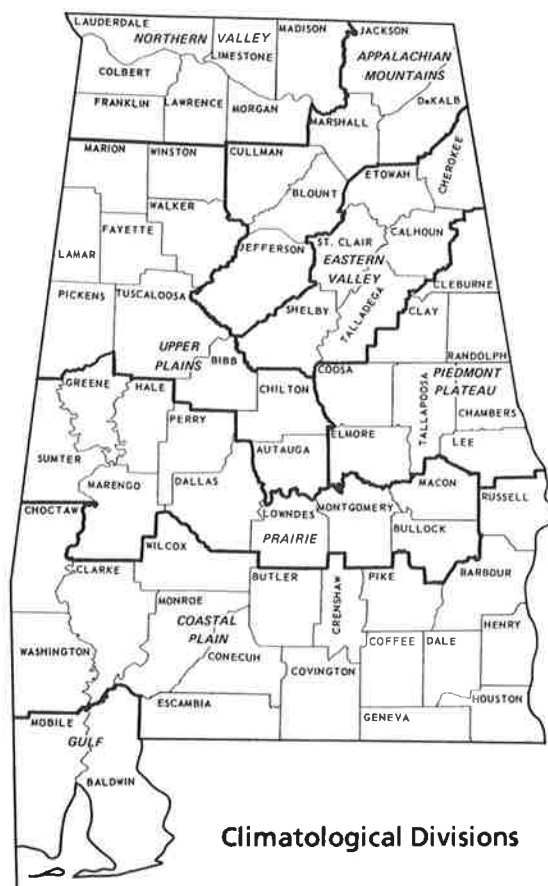 LAUDERDALE
NORTHERN VALLEY
LIMESTONE
MADISON
JACKSON
APPALACHIAN
MOUNTAINS
COLBERT
FRANKLIN
LAWRENCE
MORGAN
MARSHALL
DeKALB
MARION
WINSTON
CULLMAN
ETOWAH
CHEROKEE
BLOUNT
WALKER
FAYETTE
LAMAR
JEFFERSON
ST. CLAIR
CALHOUN
EASTERN
VALLEY
CLEBURNE
PICKENS
TUSCALOOSA
SHELBY
TALLADEGA
CLAY
RANDOLPH
UPPER
PLAINS
BIBB
COOSA
PIEDMONT
PLATEAU
GREENE
HALE
CHILTON
TALLAPOOSA
CHAMBERS
PERRY
LEE
SUMTER
AUTAUGA
ELMORE
MARENGO
DALLAS
MACON
RUSSELL
CHOCTAW
LOWNDES
MONTGOMERY
BULLOCK
PRAIRIE
WILCOX
CLARKE
BUTLER
CRENSHAW
PIKE
BARBOUR
MONROE
COASTAL
PLAIN
HENRY
WASHINGTON
CONECUH
COFFEE
DALE
COVINGTON
HOUSTON
ESCAMBIA
GENEVA
MOBILE
GULF
BALDWIN
Climatological Divisions